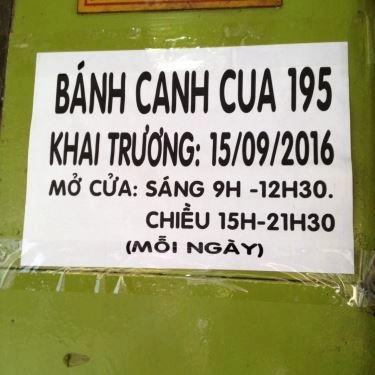 BÁNH CANH CUA 195
KHAI TRƯƠNG: 15/09/2016
MỞ CỬA: SÁNG 9H -12H30.
CHIỀU 15H-21H30
(MỖI NGÀY)